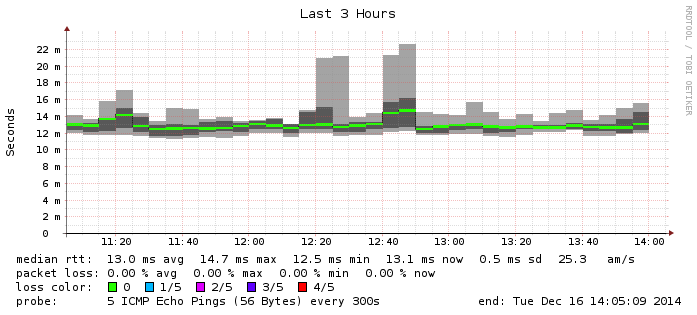 Last 3 Hours
RRDTOOL / TOBI OETIKER
Seconds
22 m
20 m
18 m
16 m
14 m
12 m
10 m
8 m
6 m
4 m
2 m
0
11:20 11:40 12:00 12:20 12:40 13:00 13:20 13:40 14:00
median rtt: 13.0 ms avg 14.7 ms max 12.5 ms min 13.1 ms now 0.5 ms sd 25.3 am/s
packet loss: 0.00 % avg 0.00 % max 0.00 % min 0.00 % now
loss color: 0 1/5 2/5 3/5 4/5
probe: 5 ICMP Echo Pings (56 Bytes) every 300s end: Tue Dec 16 14:05:09 2014